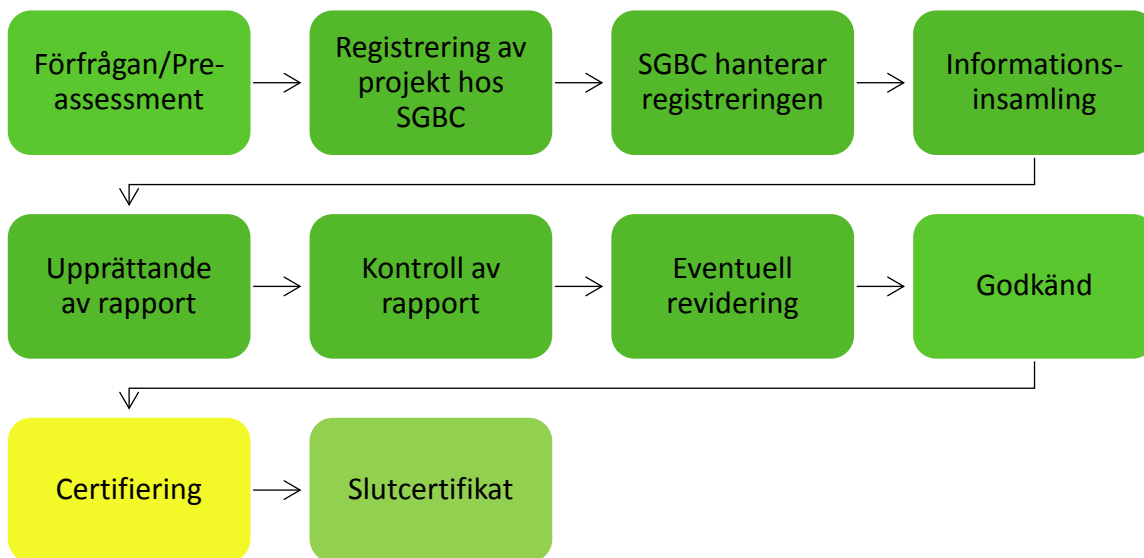 Förfrågan/Pre-
assessment
Registrering av
projekt hos
SGBC
SGBC hanterar
registreringen
Informations-
insamling
Upprättande
av rapport
Kontroll av
rapport
Eventuell
revidering
Godkänd
Certifiering
Slutcertifikat